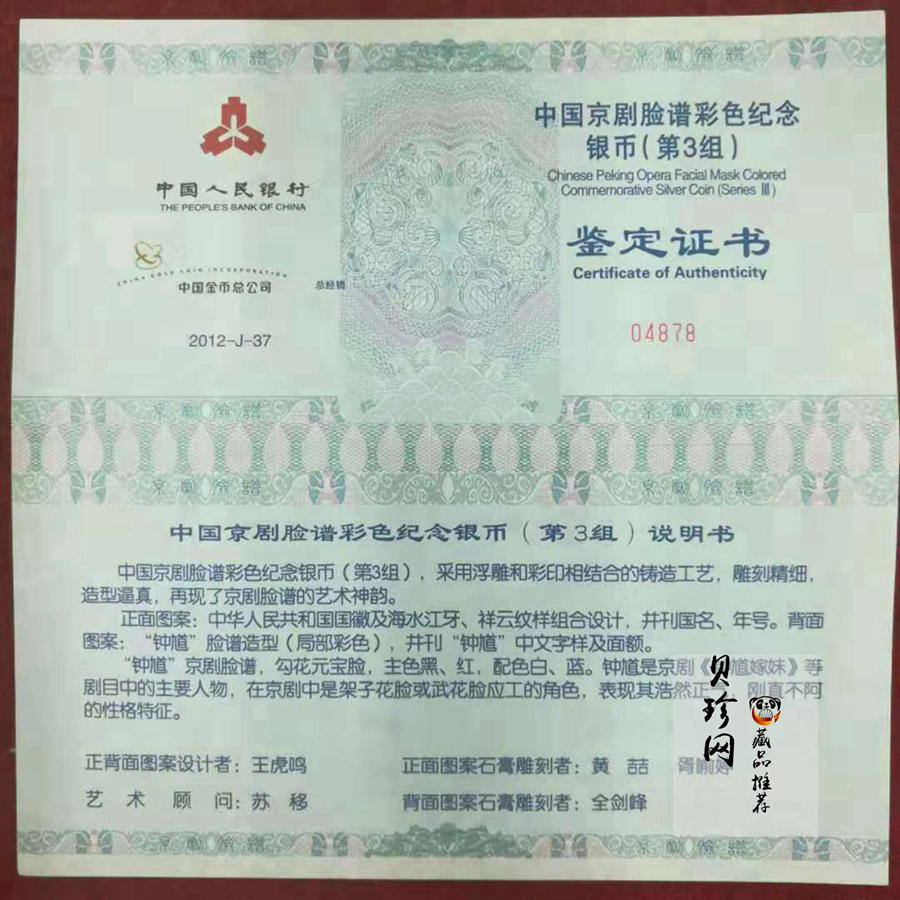 京剧脸谱
中国人民银行
THE PEOPLE'S BANK OF CHINA
CHINA GOLD COIN INCORPORATION
中国金币总公司
总经销
2012-J-37
中国京剧脸谱彩色纪念
银币(第3组)
Chinese Peking Opera Facial Mask Colored
Commemorative Silver Coin (Series Ⅲ)
鉴定证书
Certificate of Authenticity
04878
中国京剧脸谱彩色纪念银币(第3组)说明书
中国京剧脸谱彩色纪念银币(第3组),采用浮雕和彩印相结合的铸造工艺,雕刻精细,
造型逼真,再现了京剧脸谱的艺术神韵。
正面图案:中华人民共和国国徽及海水江牙、祥云纹样组合设计,并刊国名、年号。背面
图案:“钟馗”脸谱造型(局部彩色),并刊“钟馗”中文字样及面额。
“钟馗”京剧脸谱,勾花元宝脸,主色黑、红,配色白、蓝。钟馗是京剧《钟馗嫁妹》等
剧目中的主要人物,在京剧中是架子花脸或武花脸应工的角色,表现其浩然正 刚直不阿
的性格特征。
正背面图案设计者:王虎鸣
正面图案石膏雕刻者:黄 喆
艺术顾问:苏 移
背面图案石膏雕刻者:全剑峰
贝珍网
藏品推荐